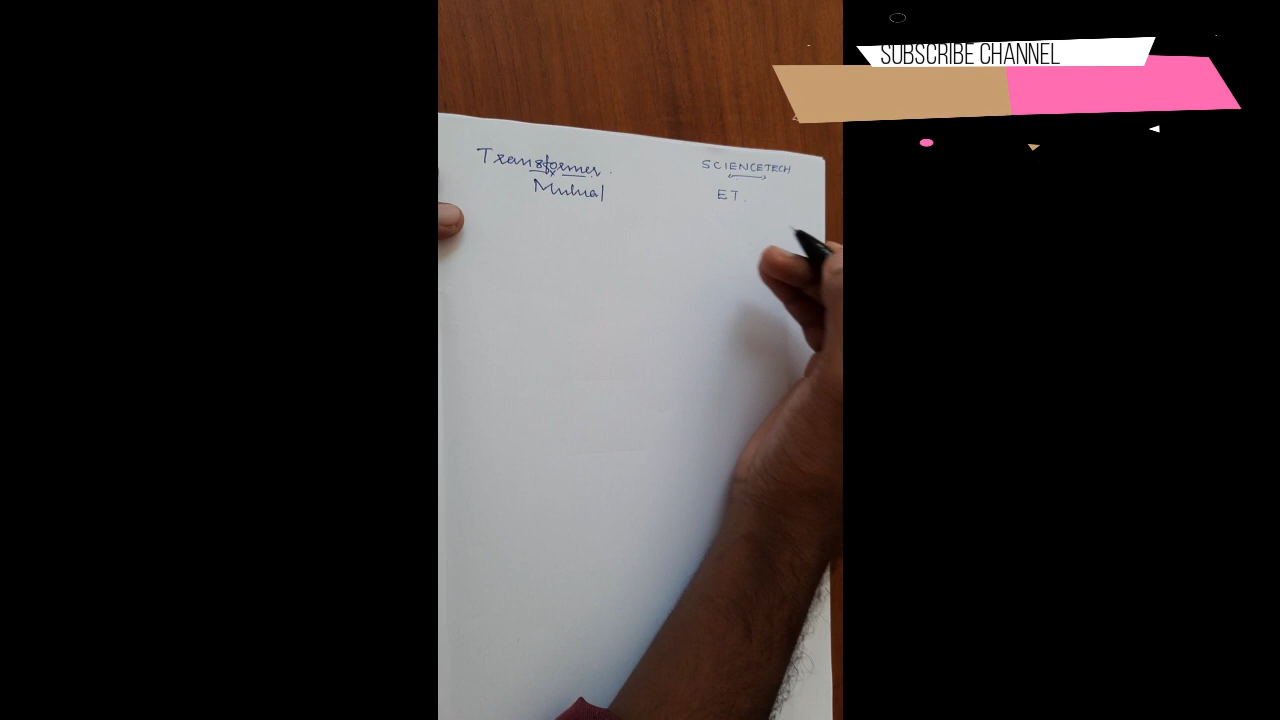 SUBSCRIBE CHANNEL
Transformer.
Mutual
SCIENCETECH
ET.